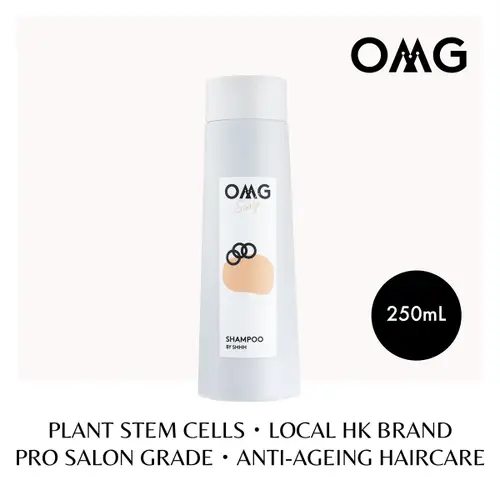 OMG
OMG
SHAMPOO
BY SHHH
250mL
PLANT STEM CELLS • LOCAL HK BRAND
PRO SALON GRADE • ANTI-AGEING HAIRCARE